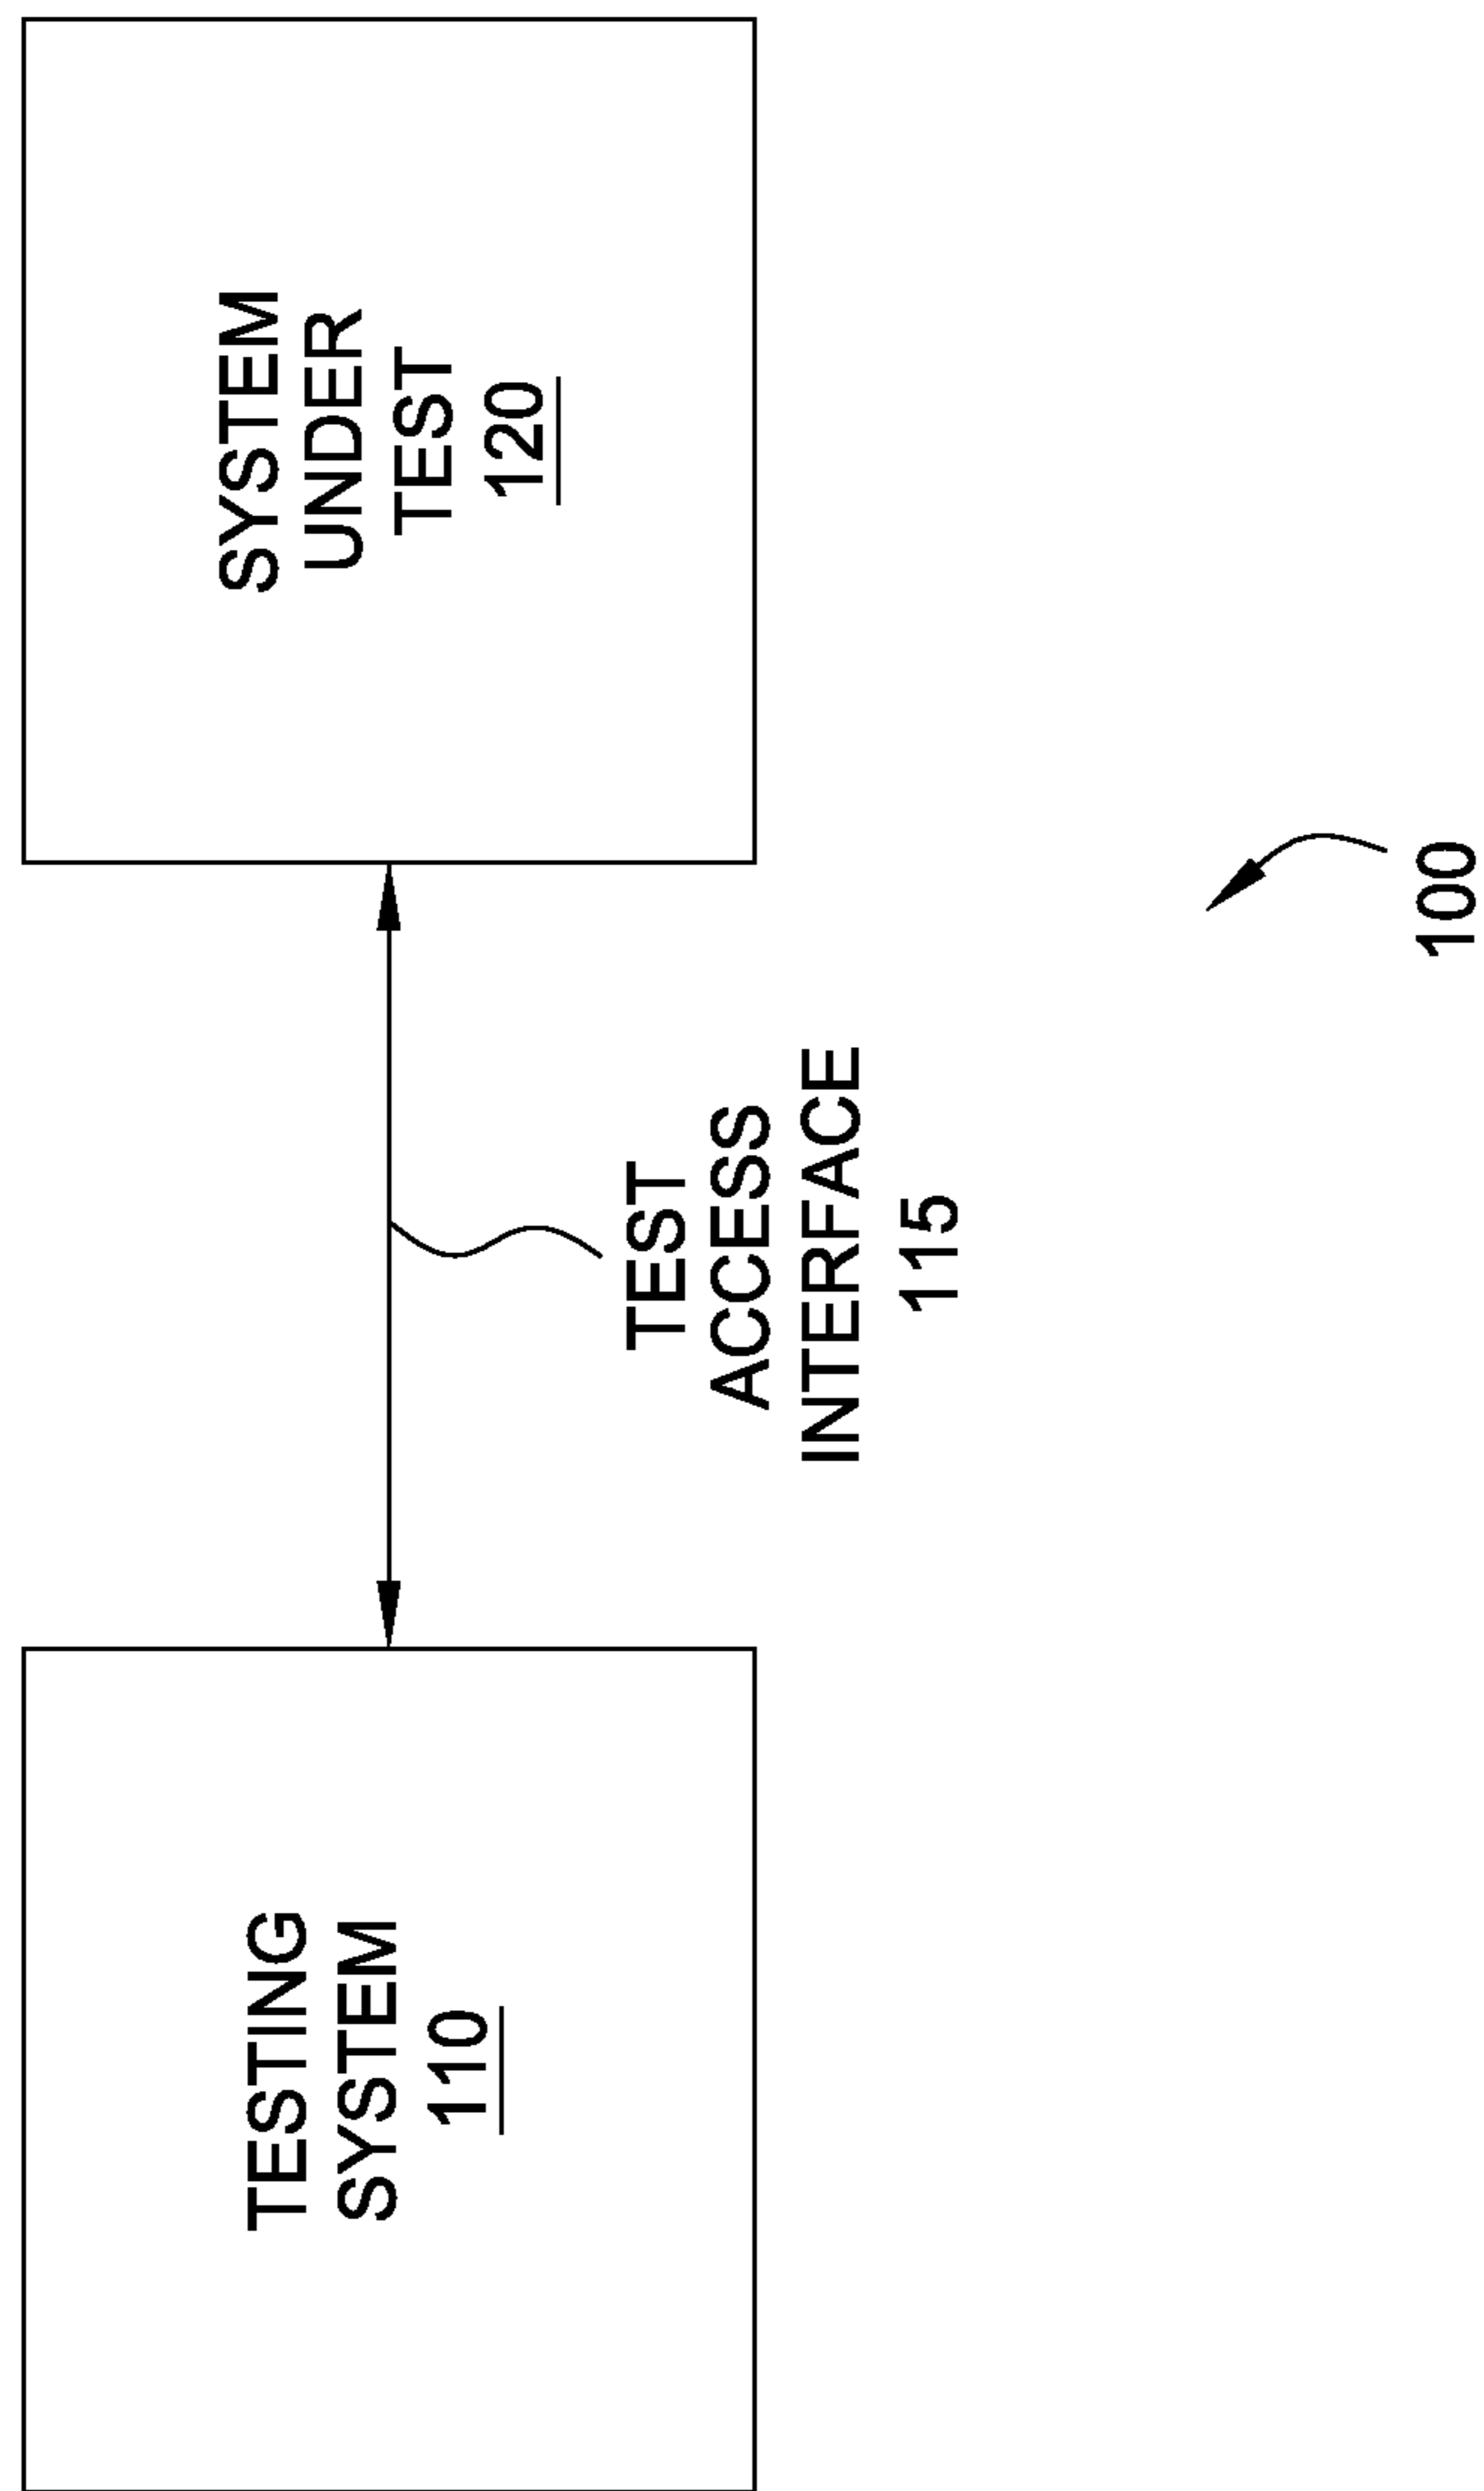 TESTING
SYSTEM
110
TEST
ACCESS
INTERFACE
115
SYSTEM
UNDER
TEST
120
100